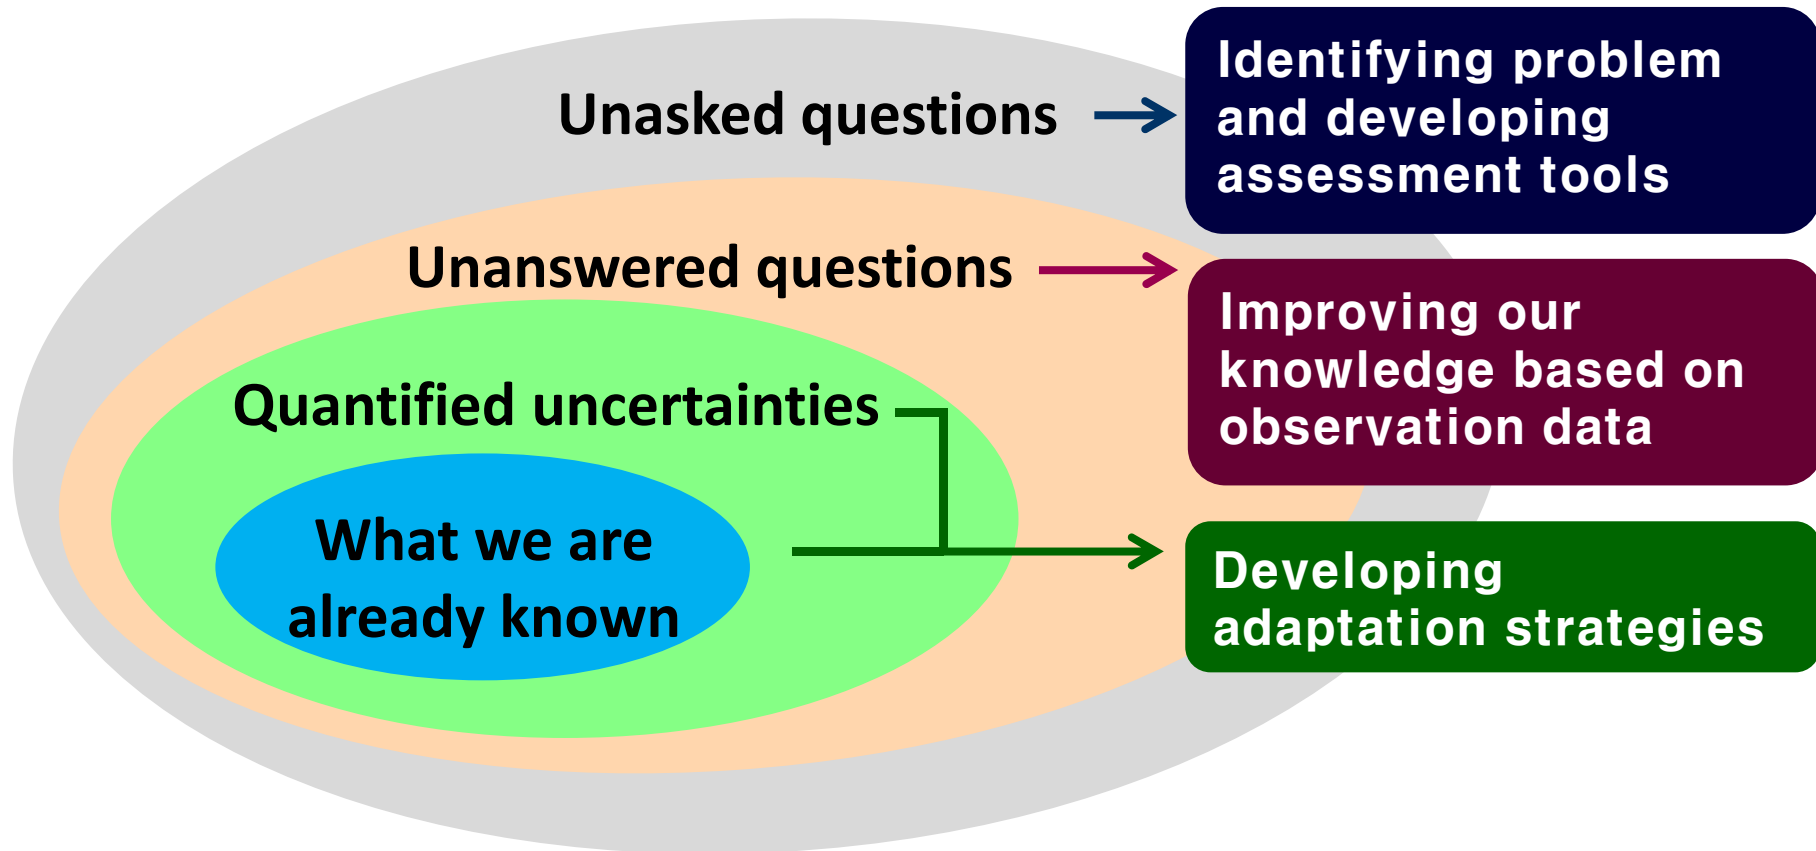 Unasked questions
Identifying problem
and developing
assessment tools
Unanswered questions
Improving our
knowledge based on
observation data
Quantified uncertainties
What we are
already known
Developing
adaptation strategies